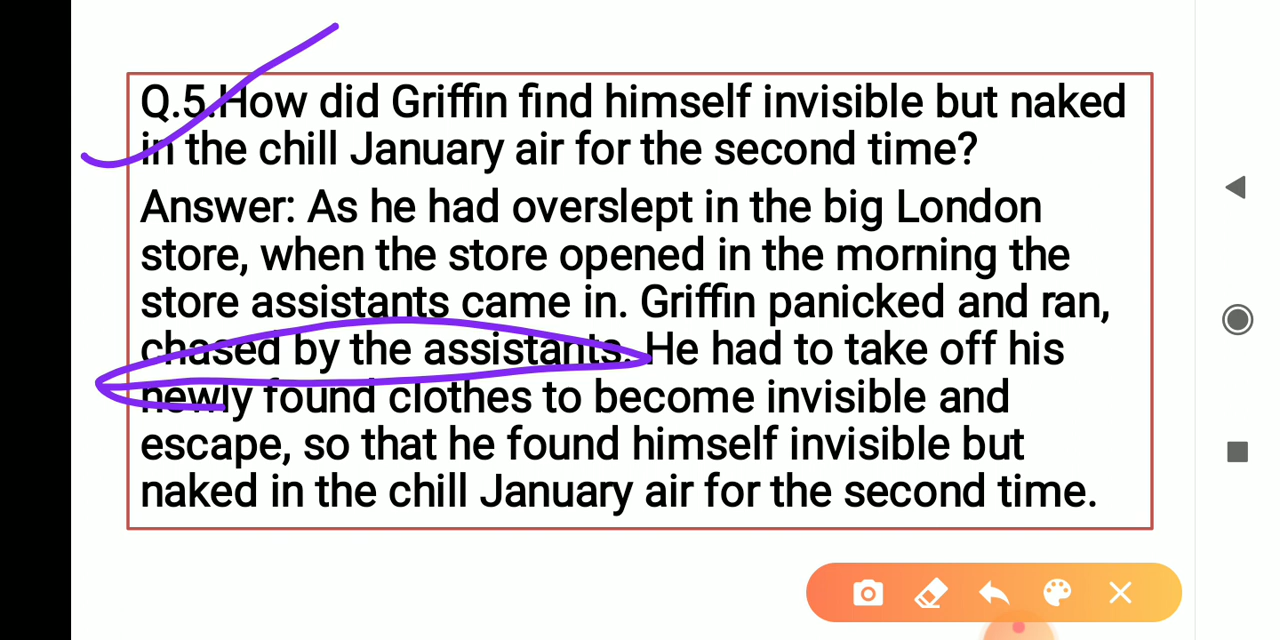 Q.5.How did Griffin find himself invisible but naked
in the chill January air for the second time?
Answer: As he had overslept in the big London
store, when the store opened in the morning the
store assistants came in. Griffin panicked and ran,
chased by the assistants. He had to take off his
newly found clothes to become invisible and
escape, so that he found himself invisible but
naked in the chill January air for the second time.